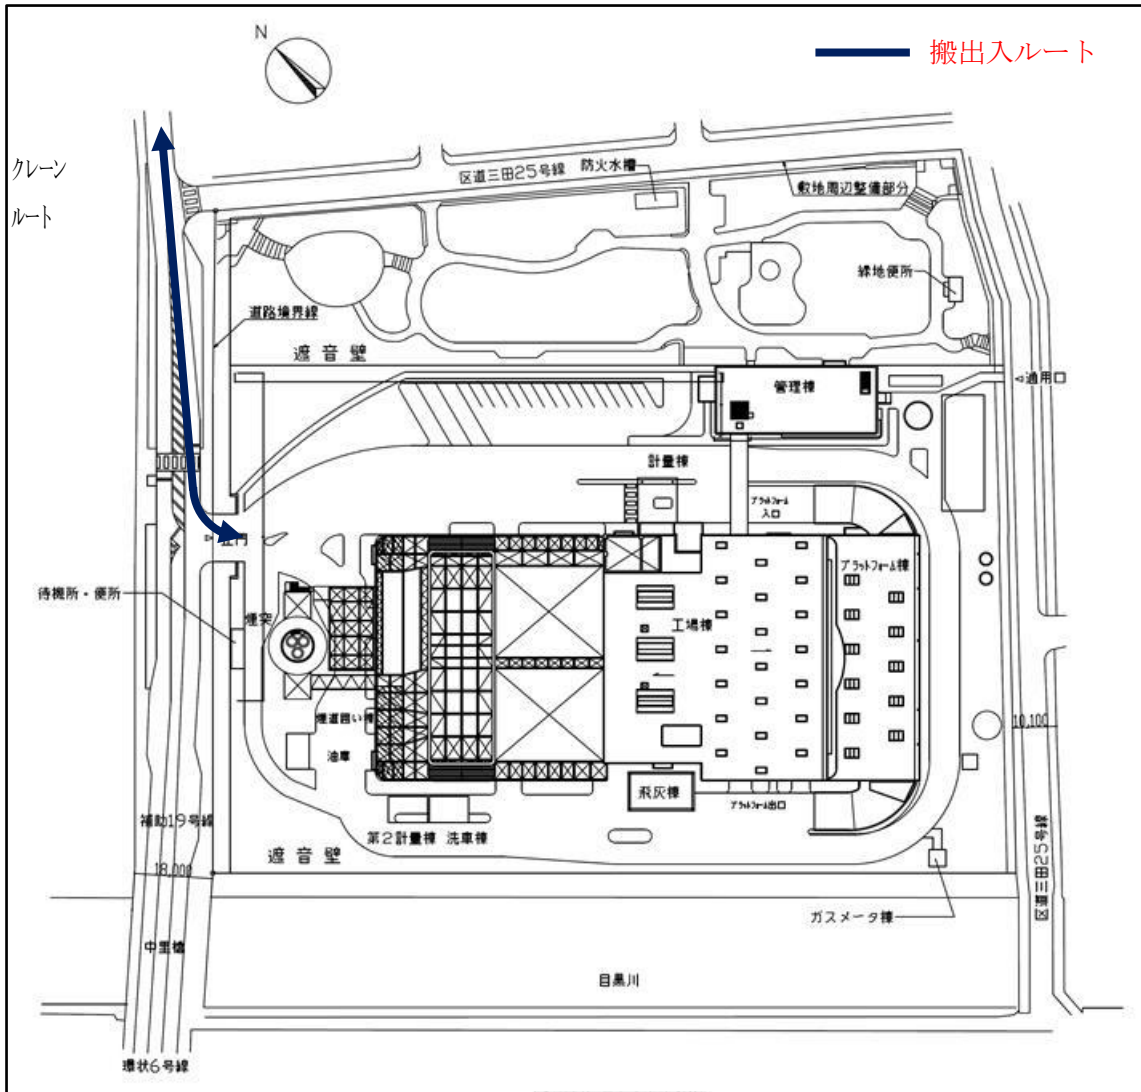 N
搬出入ルート
クレーン
ルート
区道三田25号線
防火水槽
敷地周辺整備部分
緑地便所
道路境界線
遮音壁
管理棟
◁通用口
計量棟
プラットフォーム
入口
プラットフォーム棟
▷正門
待機所・便所
煙突
工場棟
煙道囲い棟
油庫
10,100
飛灰棟
プラットフォーム出口
補助19号線
第2計量棟 洗車棟
遮音壁
18,000
区道三田25号線
ガスメータ棟
中里橋
目黒川
環状6号線